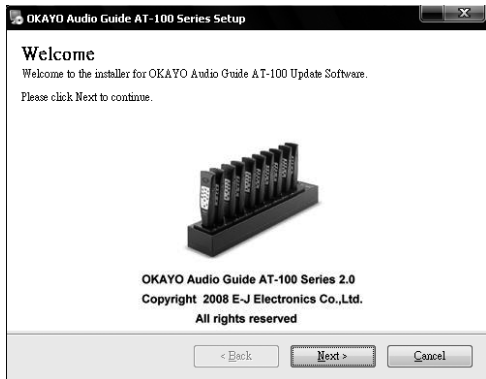 OKAYO Audio Guide AT-100 Series Setup
Welcome
Welcome to the installer for OKAYO Audio Guide AT-100 Update Software.
Please click Next to continue.
OKAYO Audio Guide AT-100 Series 2.0
Copyright 2008 E-J Electronics Co.,Ltd.
All rights reserved
< Back Next > Cancel